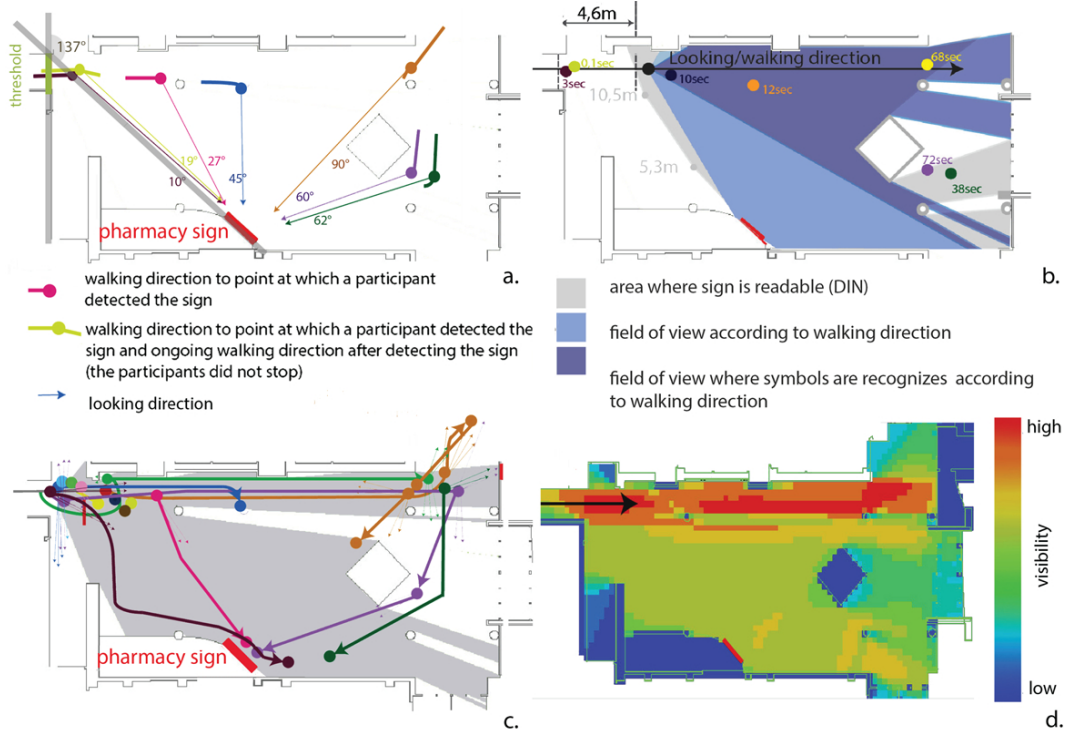 137°
threshold
19°
27°
10°
45°
90°
60°
62°
pharmacy sign
a.
4,6m
Looking/walking direction
0,1sec
3sec
10sec
12sec
68sec
10,5m
5,3m
72sec
38sec
b.
walking direction to point at which a participant
detected the sign
walking direction to point at which a participant detected the
sign and ongoing walking direction after detecting the sign
(the participants did not stop)
looking direction
area where sign is readable (DIN)
field of view according to walking direction
field of view where symbols are recognizes according
to walking direction
pharmacy sign
c.
high
visibility
low
d.